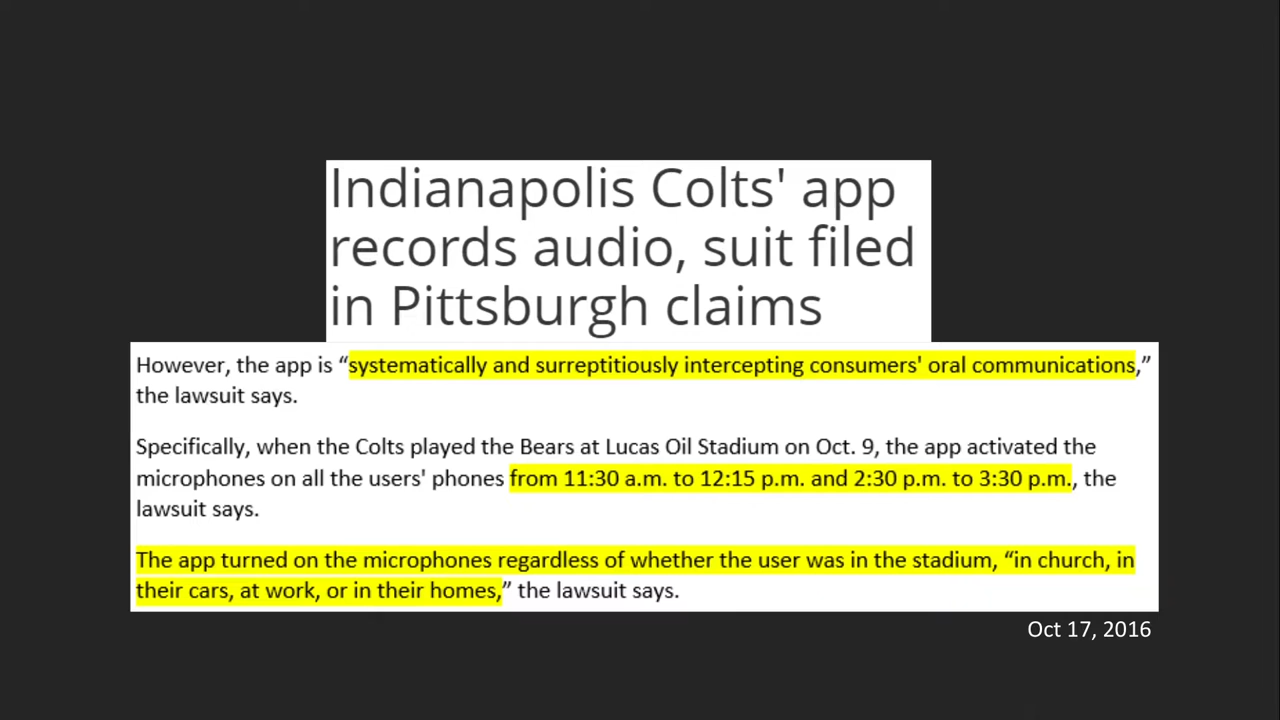 Indianapolis Colts' app
records audio, suit filed
in Pittsburgh claims
However, the app is “systematically and surreptitiously intercepting consumers' oral communications,”
the lawsuit says.
Specifically, when the Colts played the Bears at Lucas Oil Stadium on Oct. 9, the app activated the
microphones on all the users' phones from 11:30 a.m. to 12:15 p.m. and 2:30 p.m. to 3:30 p.m., the
lawsuit says.
The app turned on the microphones regardless of whether the user was in the stadium, “in church, in
their cars, at work, or in their homes,” the lawsuit says.
Oct 17, 2016